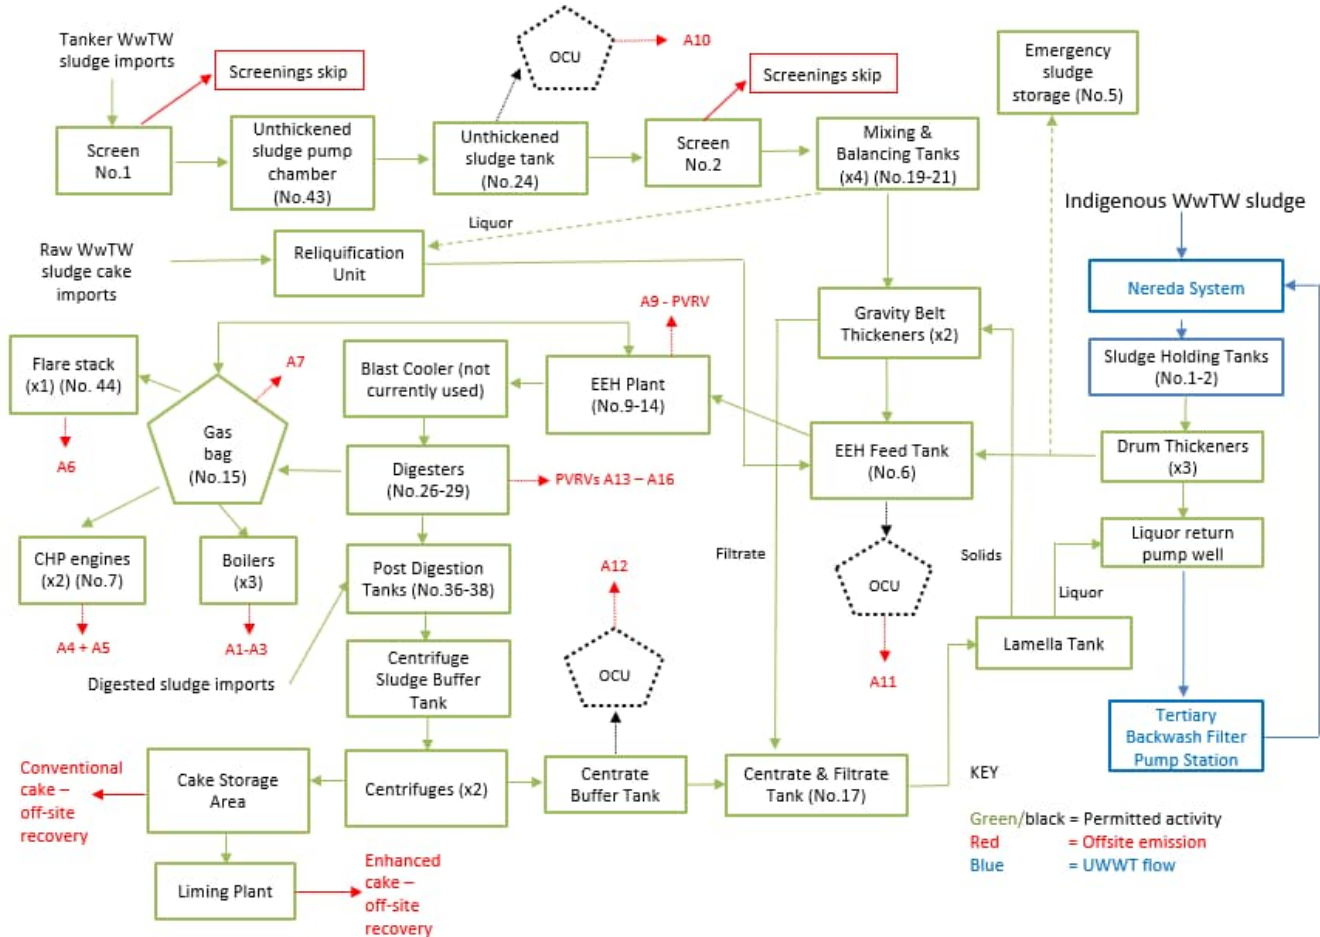 Tanker WwTW
sludge imports
Screenings skip
OCU
A10
Screenings skip
Emergency
sludge
storage (No.5)
Screen
No.1
Unthickened
sludge pump
chamber
(No.43)
Unthickened
sludge tank
(No.24)
Screen
No.2
Mixing &
Balancing Tanks
(x4) (No.19-21)
Indigenous WwTW sludge
Liquor
Raw WwTW
sludge cake
imports
Reliquification
Unit
Nereda System
A9 - PVRV
Gravity Belt
Thickeners (x2)
Flare stack
(x1) (No. 44)
A7
Blast Cooler (not
currently used)
EEH Plant
(No.9-14)
Sludge Holding Tanks
(No.1-2)
Gas
bag
(No.15)
A6
Digesters
(No.26-29)
PVRVs A13 – A16
EEH Feed Tank
(No.6)
Drum Thickeners
(x3)
CHP engines
(x2) (No.7)
Boilers
(x3)
Post Digestion
Tanks (No.36-38)
A12
Filtrate
OCU
Solids
Liquor return
pump well
Liquor
A4 + A5
A1-A3
Digested sludge imports
Centrifuge
Sludge Buffer
Tank
OCU
A11
Lamella Tank
Tertiary
Backwash Filter
Pump Station
Conventional
cake –
off-site
recovery
Cake Storage
Area
Centrifuges (x2)
Centrate
Buffer Tank
Centrate & Filtrate
Tank (No.17)
KEY
Green/black = Permitted activity
Red = Offsite emission
Blue = UWWT flow
Liming Plant
Enhanced
cake –
off-site
recovery